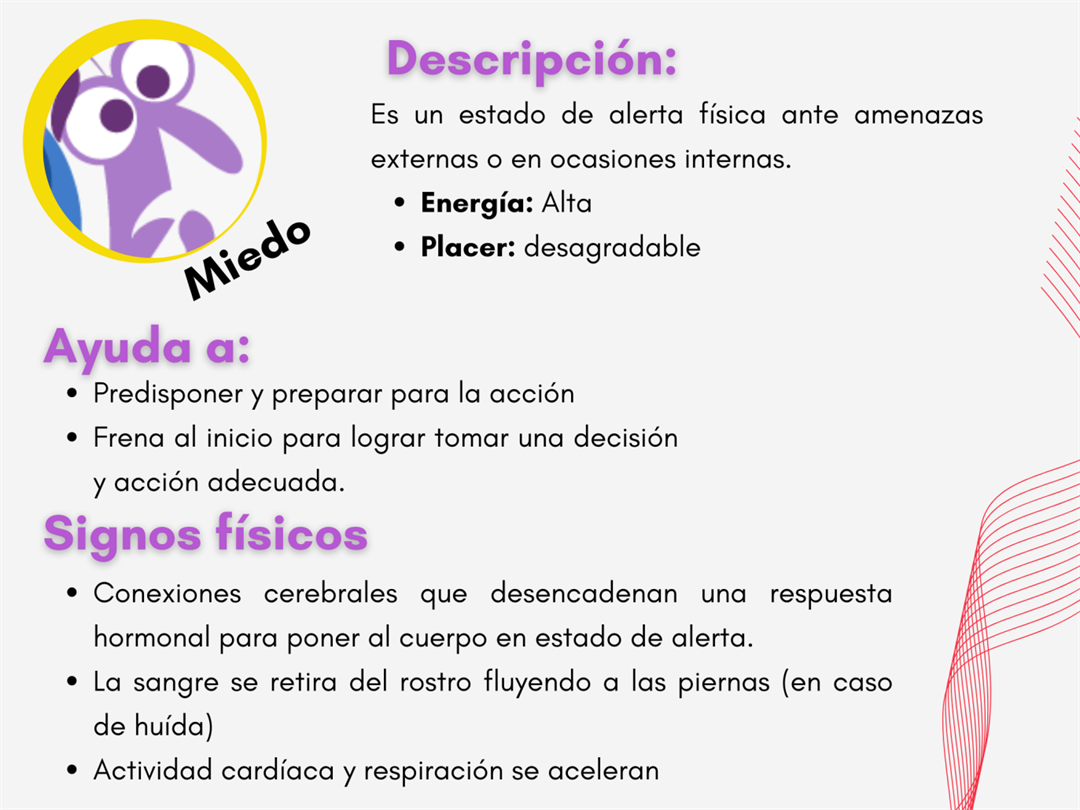 Miedo
Descripción:
Es un estado de alerta física ante amenazas
externas o en ocasiones internas.
• Energía: Alta
• Placer: desagradable
Ayuda a:
• Predisponer y preparar para la acción
• Frena al inicio para lograr tomar una decisión
y acción adecuada.
Signos físicos
• Conexiones cerebrales que desencadenan una respuesta
hormonal para poner al cuerpo en estado de alerta.
• La sangre se retira del rostro fluyendo a las piernas (en caso
de huída)
• Actividad cardíaca y respiración se aceleran